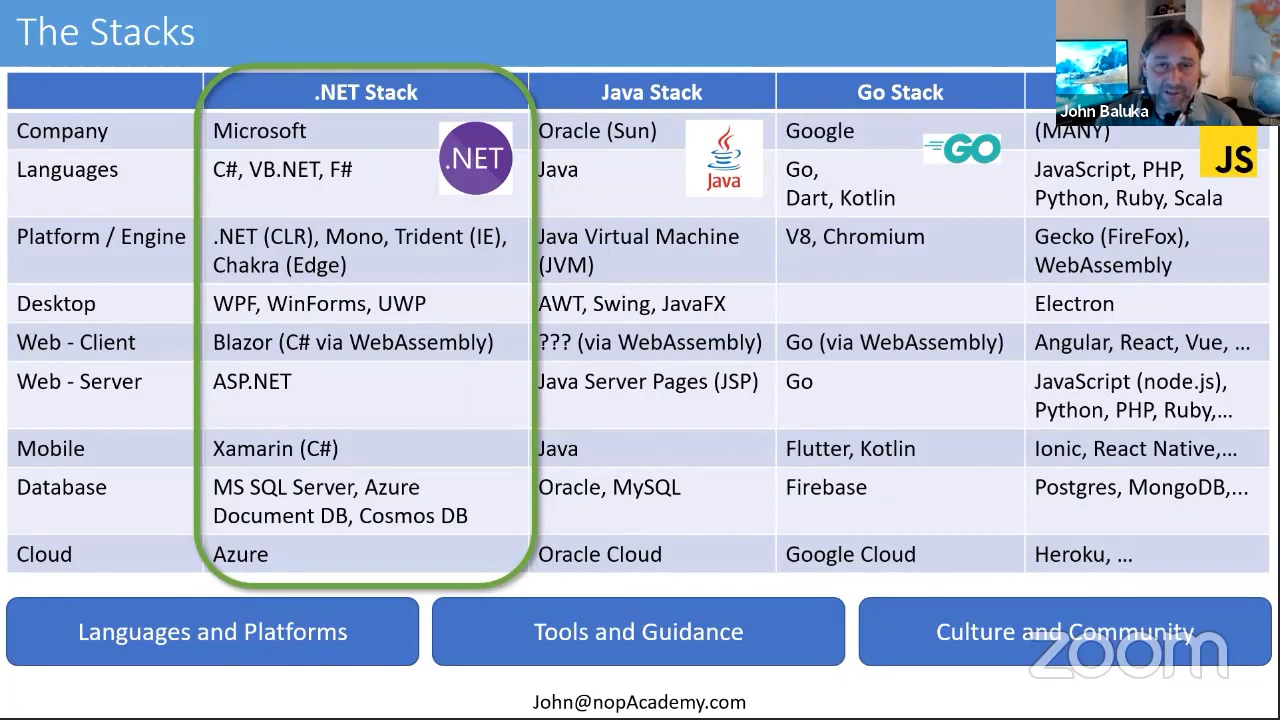 The Stacks
John Baluka
.NET Stack
Java Stack
Go Stack
Company
Microsoft
.NET
Oracle (Sun)
Java
Google
GO
(MANY)
JS
Languages
C#, VB.NET, F#
Java
Go,
Dart, Kotlin
JavaScript, PHP,
Python, Ruby, Scala
Platform / Engine
.NET (CLR), Mono, Trident (IE),
Chakra (Edge)
Java Virtual Machine
(JVM)
V8, Chromium
Gecko (FireFox),
WebAssembly
Desktop
WPF, WinForms, UWP
AWT, Swing, JavaFX
Electron
Web - Client
Blazor (C# via WebAssembly)
??? (via WebAssembly)
Go (via WebAssembly)
Angular, React, Vue, ...
Web - Server
ASP.NET
Java Server Pages (JSP)
Go
JavaScript (node.js),
Python, PHP, Ruby,...
Mobile
Xamarin (C#)
Java
Flutter, Kotlin
Ionic, React Native,...
Database
MS SQL Server, Azure
Document DB, Cosmos DB
Oracle, MySQL
Firebase
Postgres, MongoDB,...
Cloud
Azure
Oracle Cloud
Google Cloud
Heroku, ...
Languages and Platforms
Tools and Guidance
Culture and Community
zoom
John@nopAcademy.com